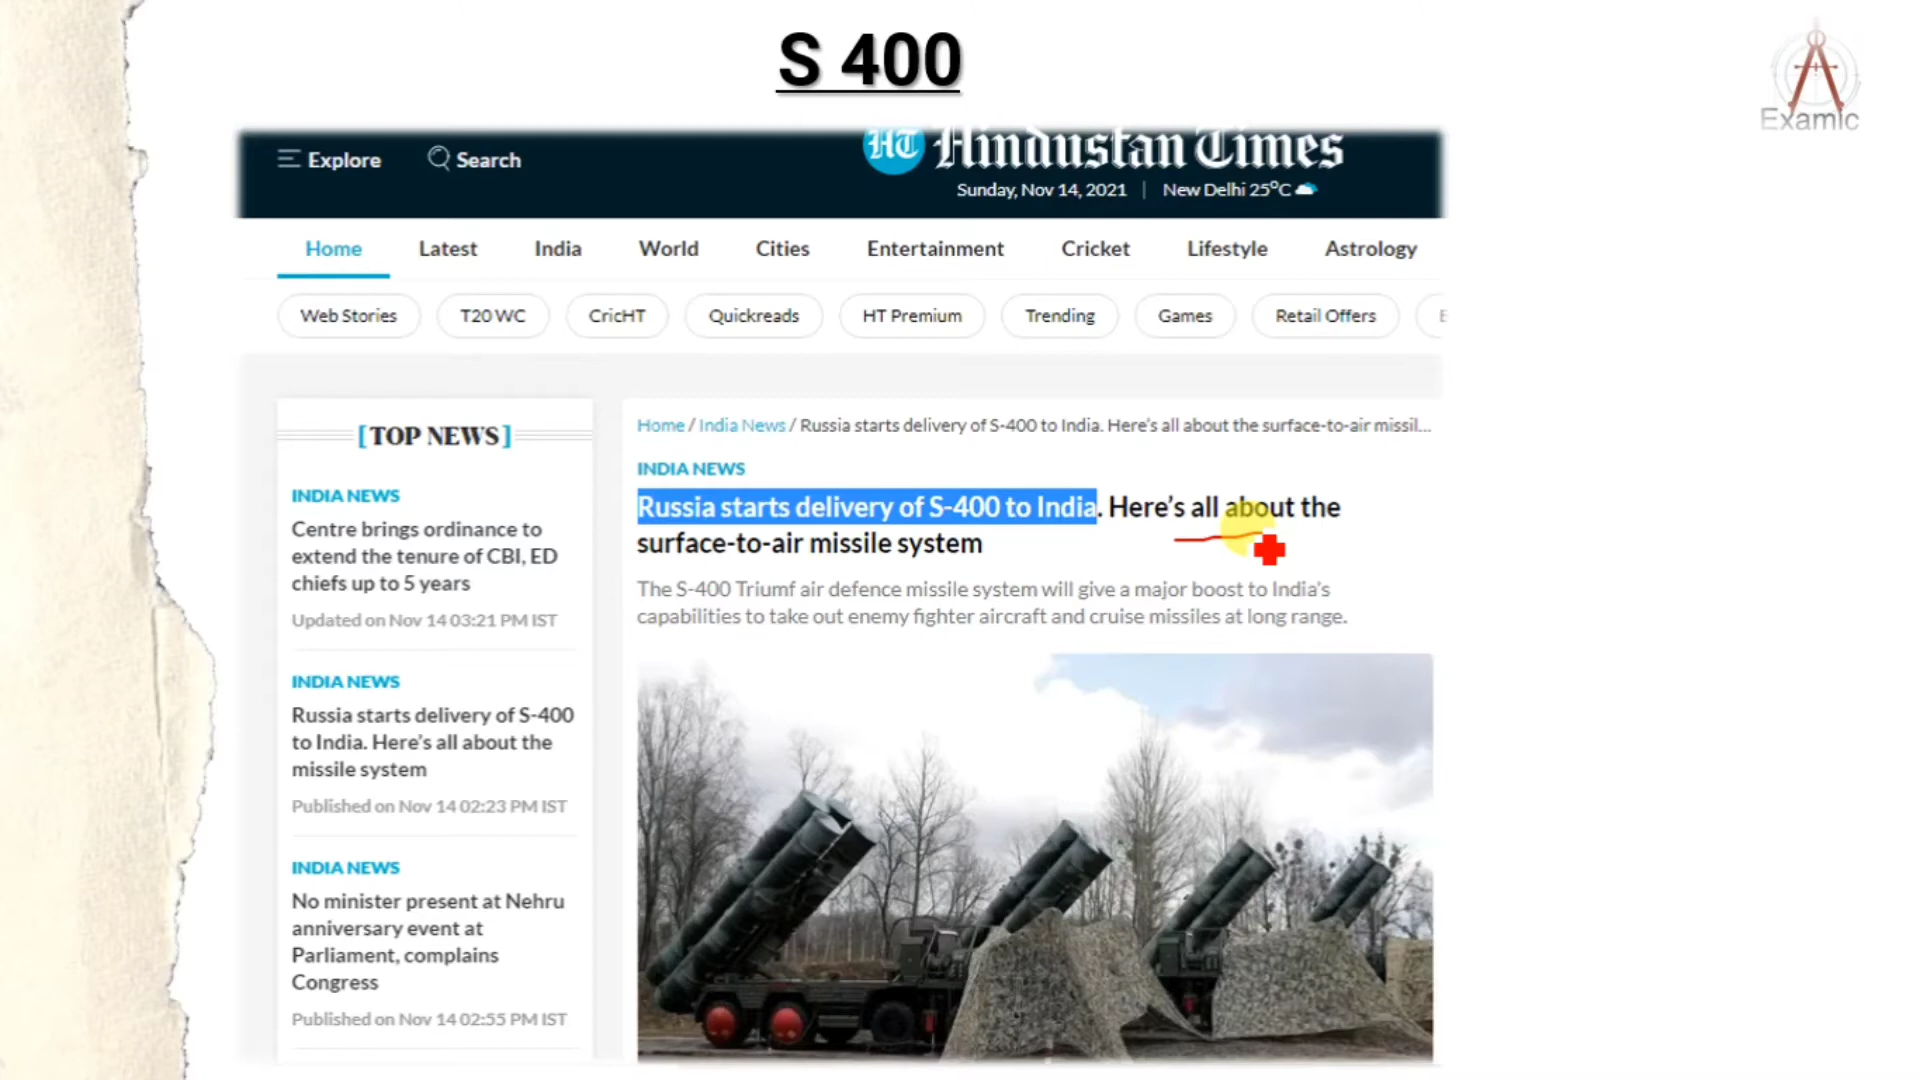 S 400
Examic
Explore
Search
HT Hindustan Times
Sunday, Nov 14, 2021 | New Delhi 25°C
Home
Latest
India
World
Cities
Entertainment
Cricket
Lifestyle
Astrology
Web Stories
T20 WC
CricHT
Quickreads
HT Premium
Trending
Games
Retail Offers
[TOP NEWS]
INDIA NEWS
Centre brings ordinance to
extend the tenure of CBI, ED
chiefs up to 5 years
Updated on Nov 14 03:21 PM IST
INDIA NEWS
Russia starts delivery of S-400
to India. Here's all about the
missile system
Published on Nov 14 02:23 PM IST
INDIA NEWS
No minister present at Nehru
anniversary event at
Parliament, complains
Congress
Published on Nov 14 02:55 PM IST
Home / India News / Russia starts delivery of S-400 to India. Here's all about the surface-to-air missil...
INDIA NEWS
Russia starts delivery of S-400 to India. Here's all about the
surface-to-air missile system
The S-400 Triumf air defence missile system will give a major boost to India's
capabilities to take out enemy fighter aircraft and cruise missiles at long range.